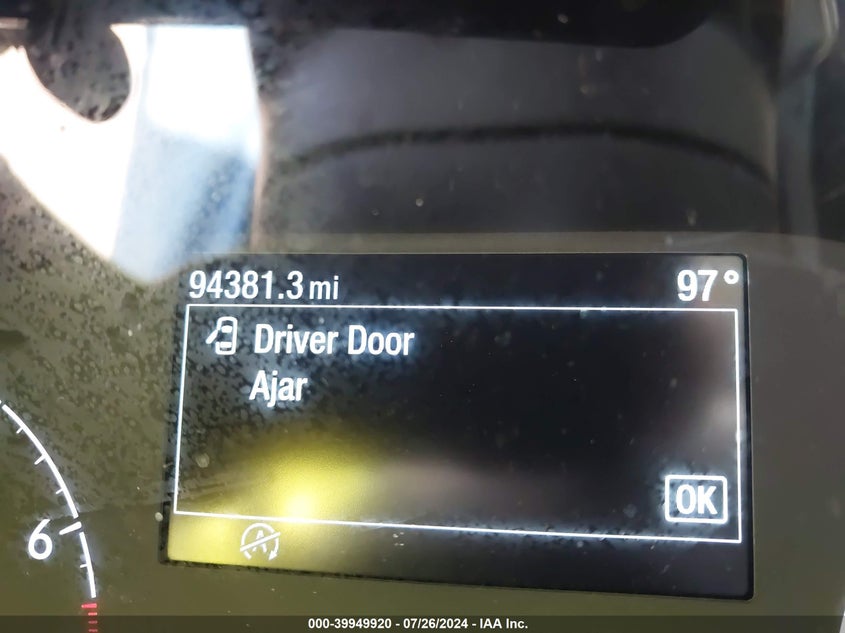 94381.3 mi 97°
Driver Door
Ajar
OK
6
A
000-39949920 - 07/26/2024 - IAA Inc.